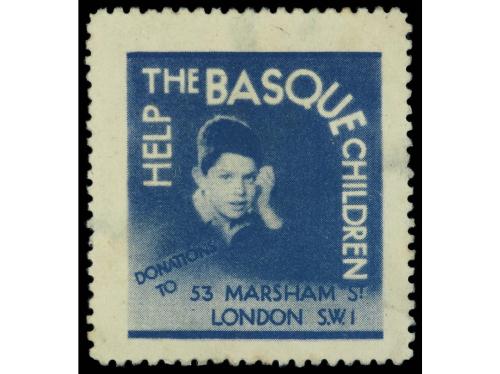 HELP THE BASQUE CHILDREN
DONATIONS
TO
53 MARSHAM ST
LONDON S.W.1